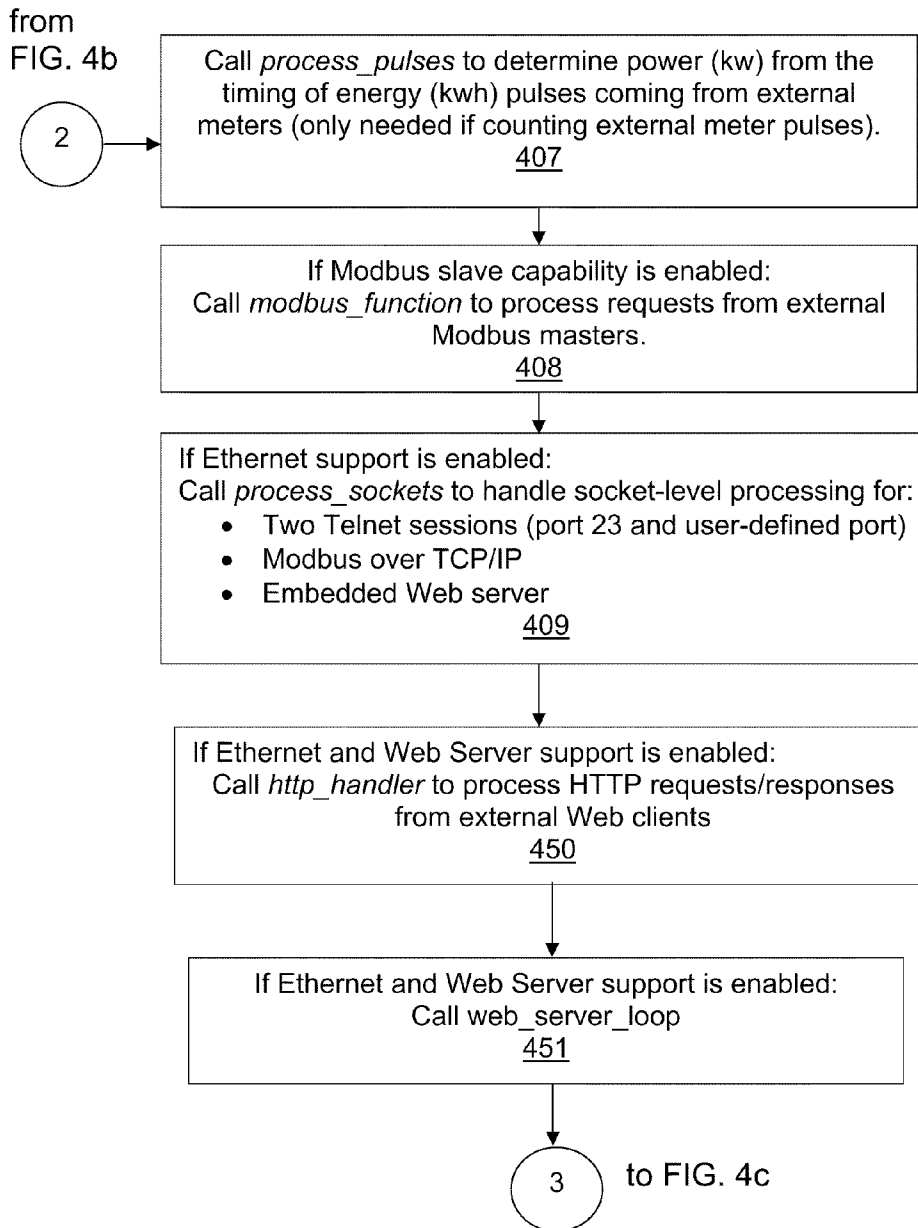 from
FIG. 4b
2
Call process_pulses to determine power (kw) from the
timing of energy (kwh) pulses coming from external
meters (only needed if counting external meter pulses).
407
If Modbus slave capability is enabled:
Call modbus_function to process requests from external
Modbus masters.
408
If Ethernet support is enabled:
Call process_sockets to handle socket-level processing for:
• Two Telnet sessions (port 23 and user-defined port)
• Modbus over TCP/IP
• Embedded Web server
409
If Ethernet and Web Server support is enabled:
Call http_handler to process HTTP requests/responses
from external Web clients
450
If Ethernet and Web Server support is enabled:
Call web_server_loop
451
3
to FIG. 4c